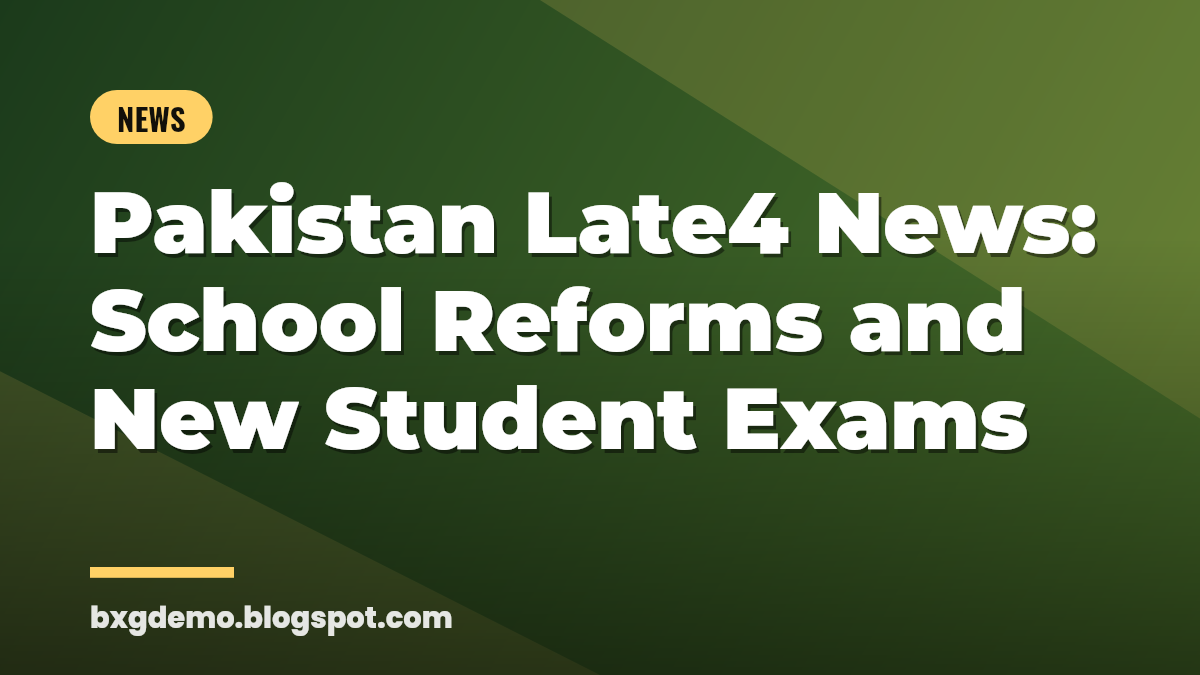 NEWS
Pakistan Late4 News:
School Reforms and
New Student Exams
bxgdemo.blogspot.com